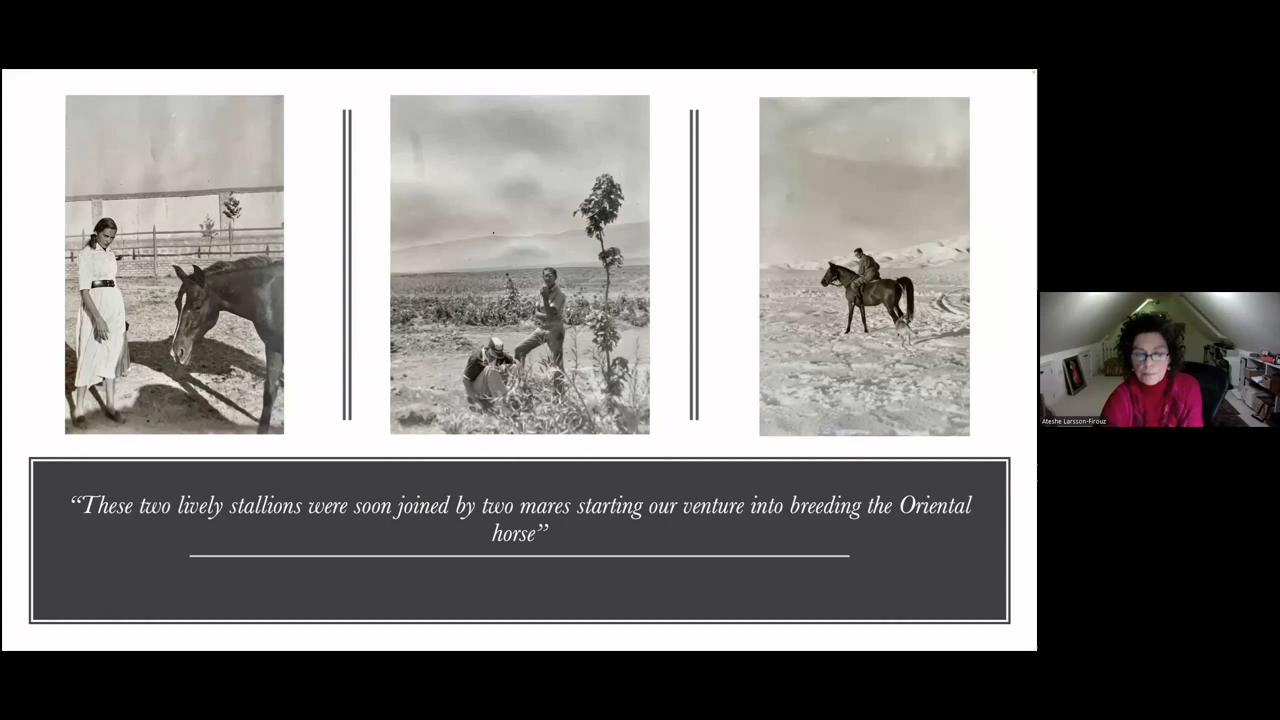 “These two lively stallions were soon joined by two mares starting our venture into breeding the Oriental
horse”
Ateshe Larsson-Firouz